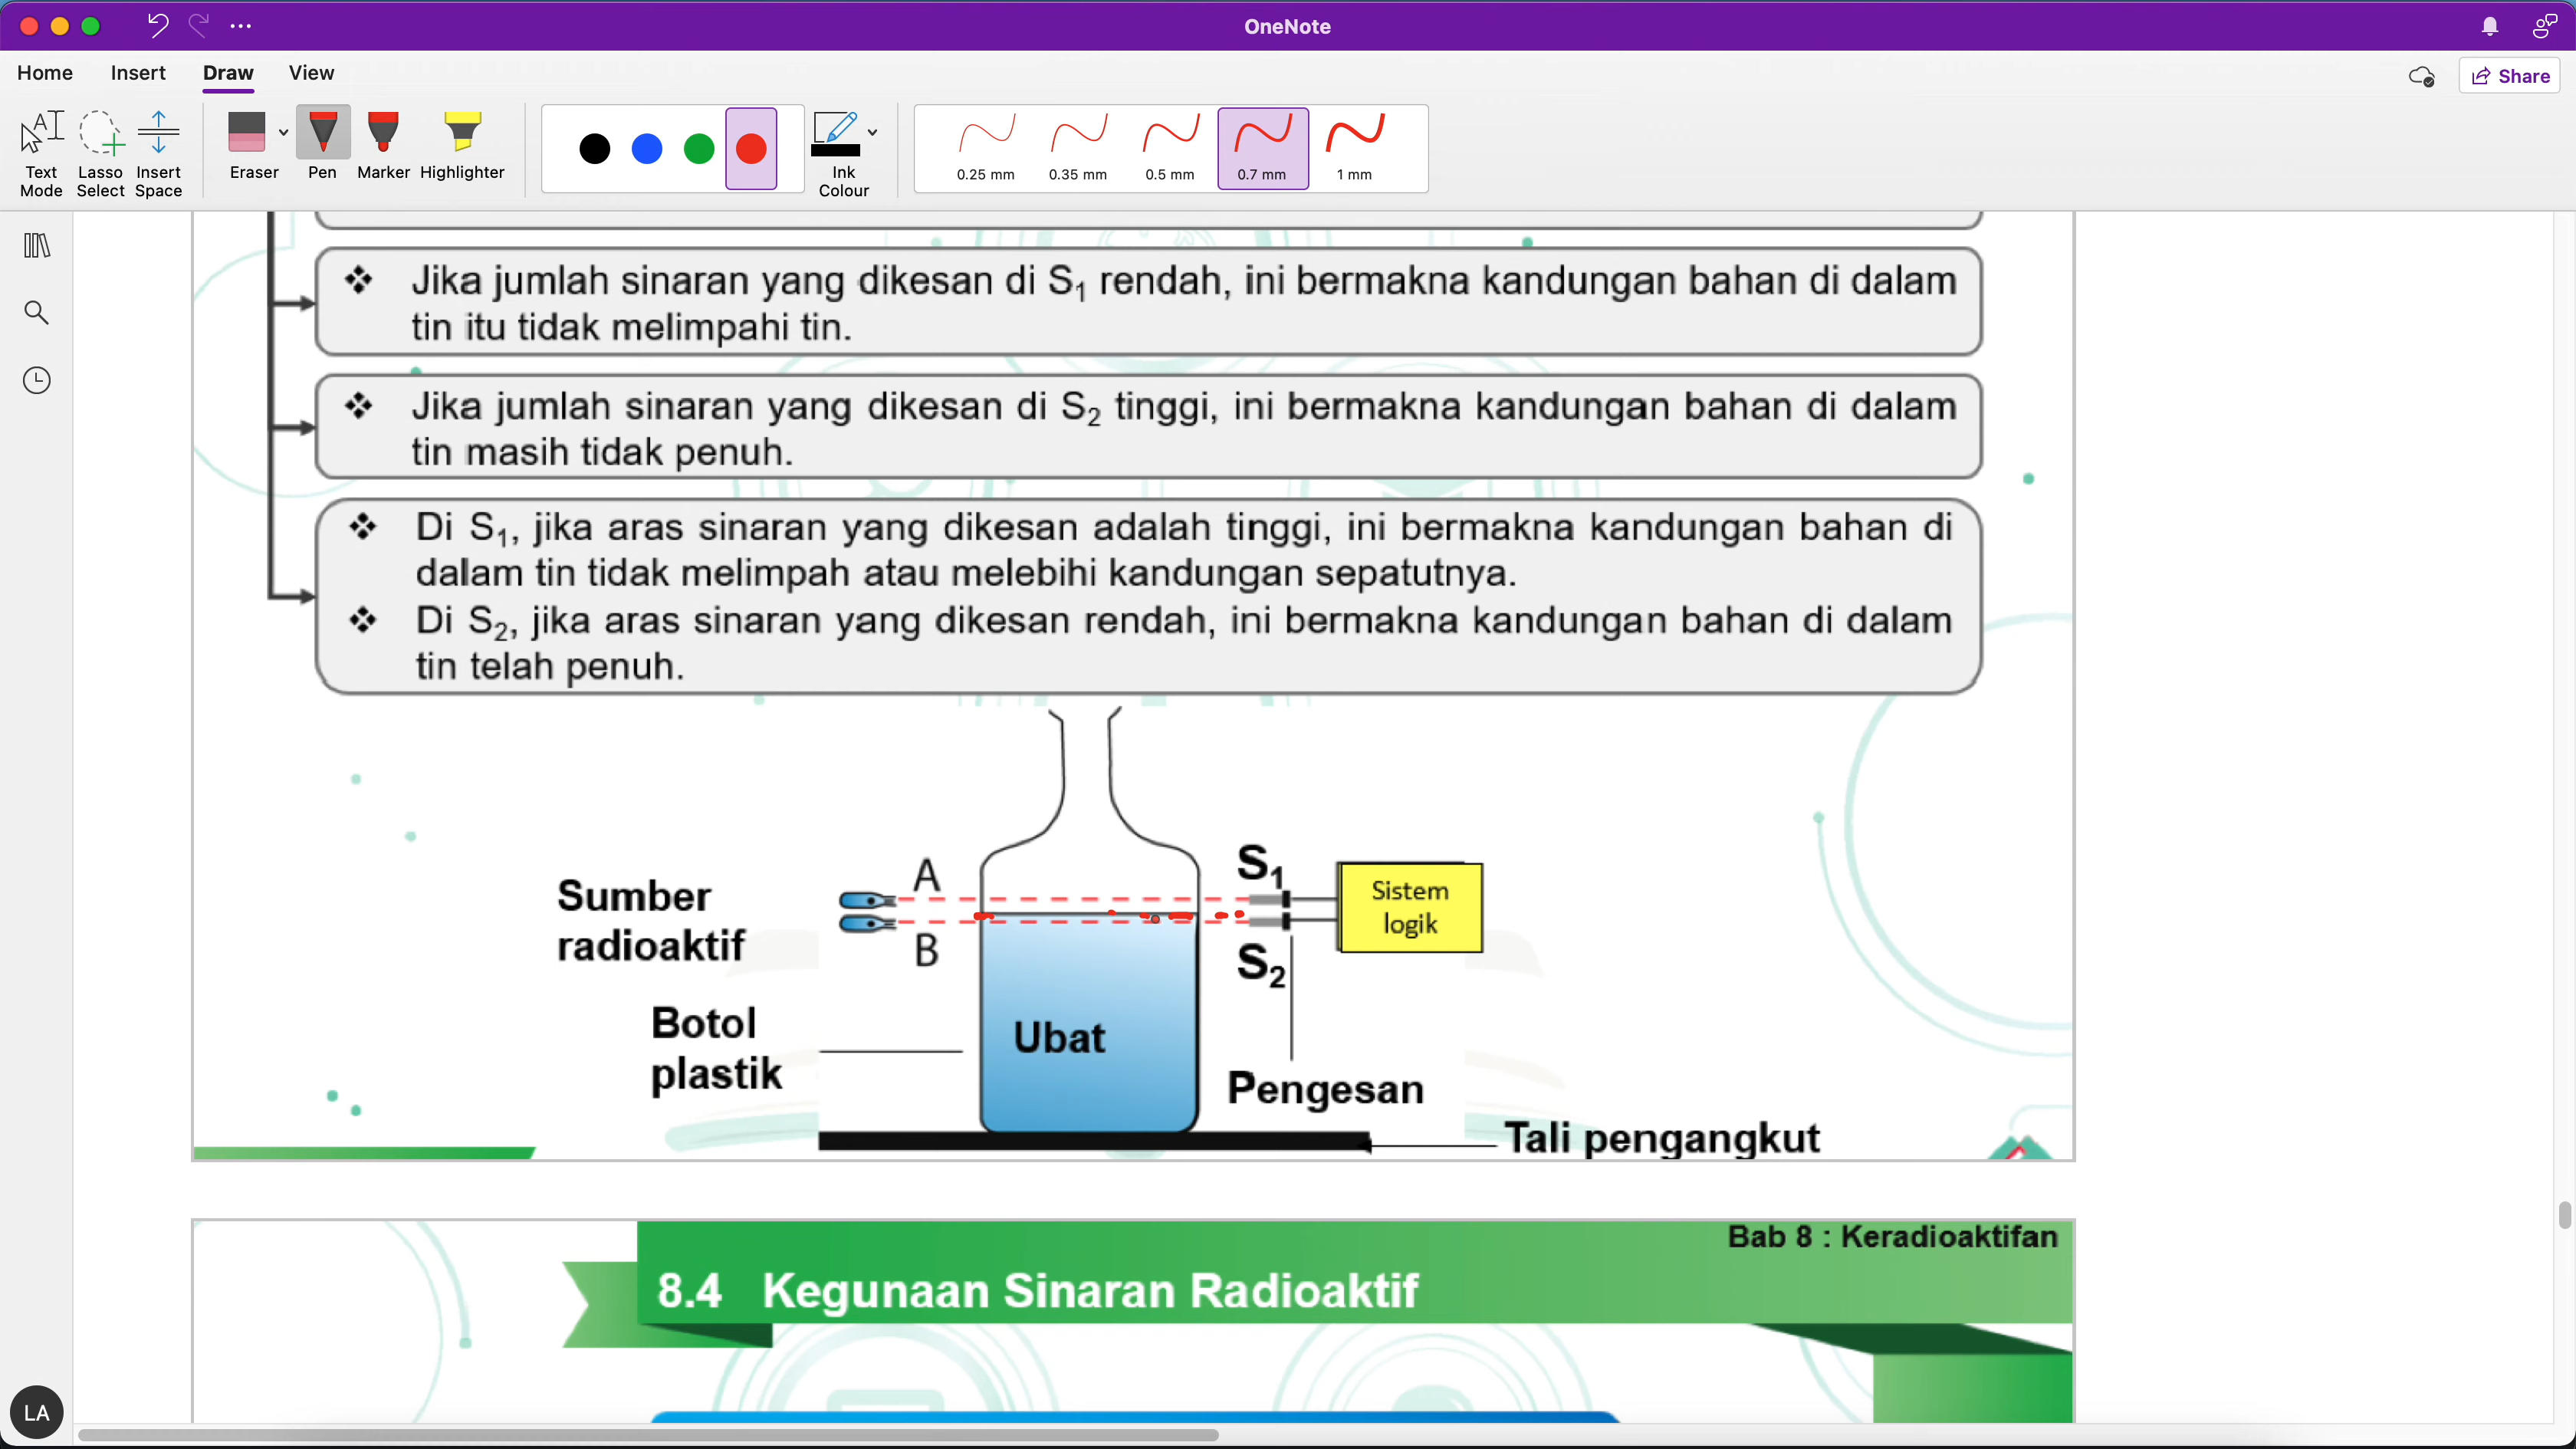 OneNote
Home Insert Draw View
Share
Text Mode
Lasso Select
Insert Space
Eraser
Pen
Marker
Highlighter
Ink Colour
0.25 mm
0.35 mm
0.5 mm
0.7 mm
1 mm
❖ Jika jumlah sinaran yang dikesan di S₁ rendah, ini bermakna kandungan bahan di dalam
tin itu tidak melimpahi tin.
❖ Jika jumlah sinaran yang dikesan di S₂ tinggi, ini bermakna kandungan bahan di dalam
tin masih tidak penuh.
❖ Di S₁, jika aras sinaran yang dikesan adalah tinggi, ini bermakna kandungan bahan di
dalam tin tidak melimpah atau melebihi kandungan sepatutnya.
❖ Di S₂, jika aras sinaran yang dikesan rendah, ini bermakna kandungan bahan di dalam
tin telah penuh.
A
S₁
Sumber
radioaktif
Sistem
logik
B
S₂
Botol
plastik
Ubat
Pengesan
Tali pengangkut
Bab 8 : Keradioaktifan
8.4 Kegunaan Sinaran Radioaktif
LA